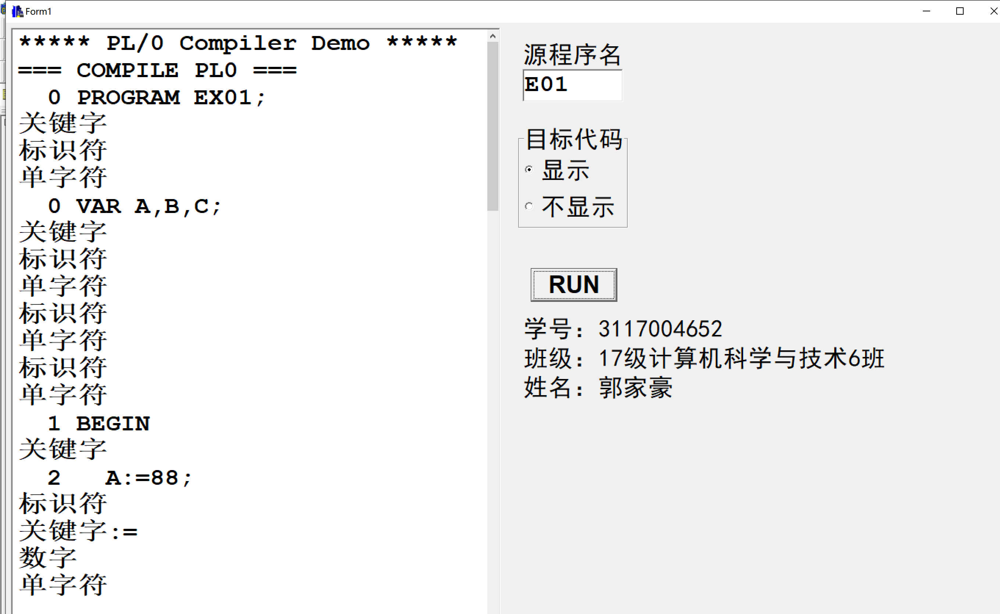 Form1
***** PL/0 Compiler Demo *****
=== COMPILE PL0 ===
0 PROGRAM EX01;
关键字
标识符
单字符
0 VAR A,B,C;
关键字
标识符
单字符
标识符
单字符
标识符
单字符
1 BEGIN
关键字
2 A:=88;
标识符
关键字:=
数字
单字符
源程序名
E01
目标代码
显示
不显示
RUN
学号：3117004652
班级：17级计算机科学与技术6班
姓名：郭家豪